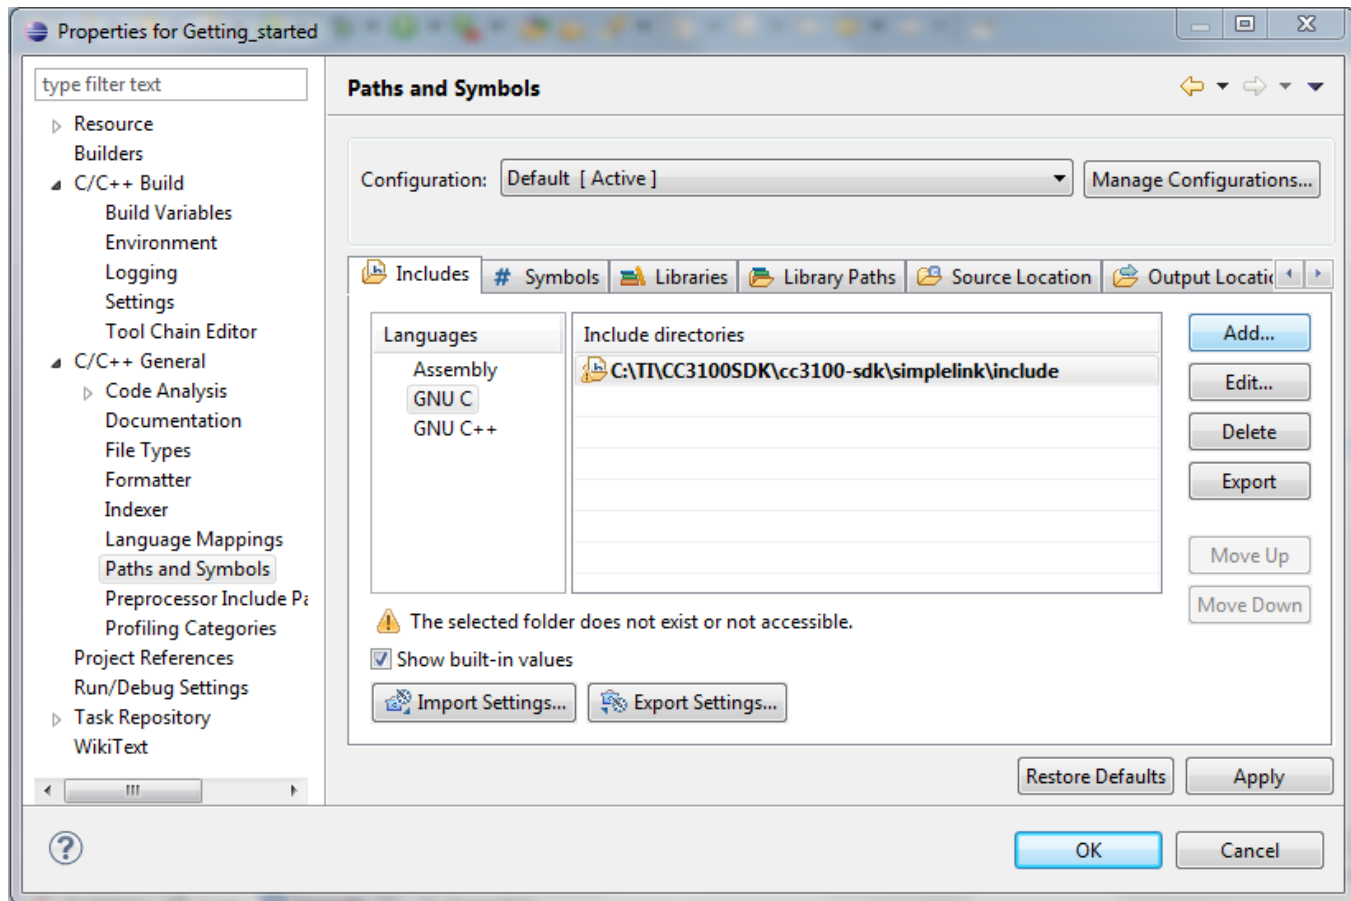 Properties for Getting_started
type filter text
Resource
Builders
C/C++ Build
Build Variables
Environment
Logging
Settings
Tool Chain Editor
C/C++ General
Code Analysis
Documentation
File Types
Formatter
Indexer
Language Mappings
Paths and Symbols
Preprocessor Include Pa
Profiling Categories
Project References
Run/Debug Settings
Task Repository
WikiText
Paths and Symbols
Configuration: Default [ Active ] Manage Configurations...
Includes # Symbols Libraries Library Paths Source Location Output Locatio
Languages
Assembly
GNU C
GNU C++
Include directories
C:\TI\CC3100SDK\cc3100-sdk\simplelink\include
Add...
Edit...
Delete
Export
Move Up
Move Down
The selected folder does not exist or not accessible.
Show built-in values
Import Settings... Export Settings...
Restore Defaults Apply
OK Cancel